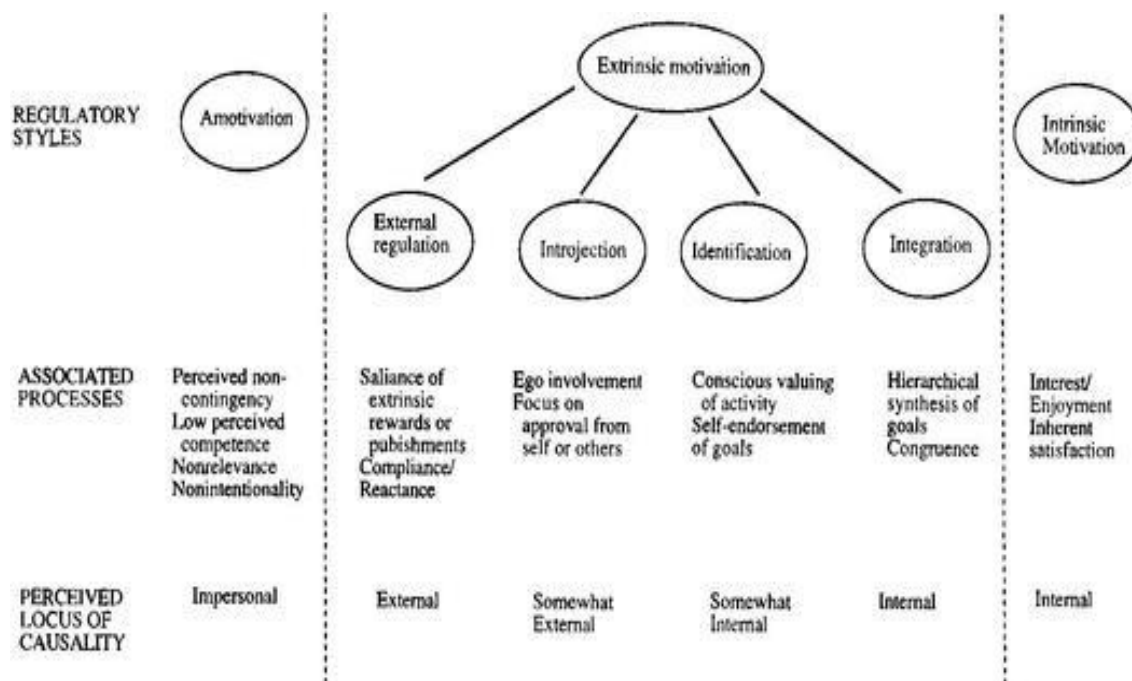 Extrinsic motivation
REGULATORY
STYLES
Amotivation
Intrinsic
Motivation
External
regulation
Introjection
Identification
Integration
ASSOCIATED
PROCESSES
Perceived non-
contingency
Low perceived
competence
Nonrelevance
Nonintentionality
Saliance of
extrinsic
rewards or
pubishments
Compliance/
Reactance
Ego involvement
Focus on
approval from
self or others
Conscious valuing
of activity
Self-endorsement
of goals
Hierarchical
synthesis of
goals
Congruence
Interest/
Enjoyment
Inherent
satisfaction
PERCEIVED
LOCUS OF
CAUSALITY
Impersonal
External
Somewhat
External
Somewhat
Internal
Internal
Internal